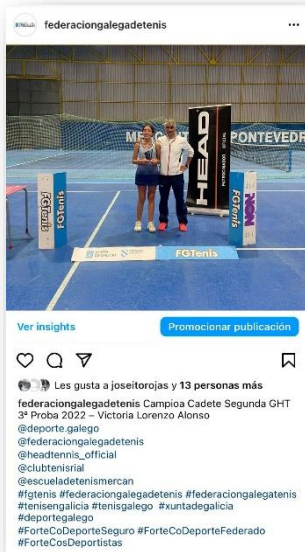 federaciongalegadetenis
PONTEVEDR
HEAD
FGTenis
FGTenis
FGTenis
Ver insights
Promocionar publicación
Les gusta a joseitorojas y 13 personas más
federaciongalegadetenis Campioa Cadete Segunda GHT
3ª Proba 2022 – Victoria Lorenzo Alonso
@deporte.galego
@federaciongalegadetenis
@headtennis_official
@clubtenisrial
@escueladetenismercan
#fgtenis #federaciongalegadetenis #federaciongalegatenis
#tenisengalicia #tenisgalego #xuntadegalicia
#deportegalego
#ForteCoDeporteSeguro #ForteCoDeporteFederado
#ForteCosDeportistas